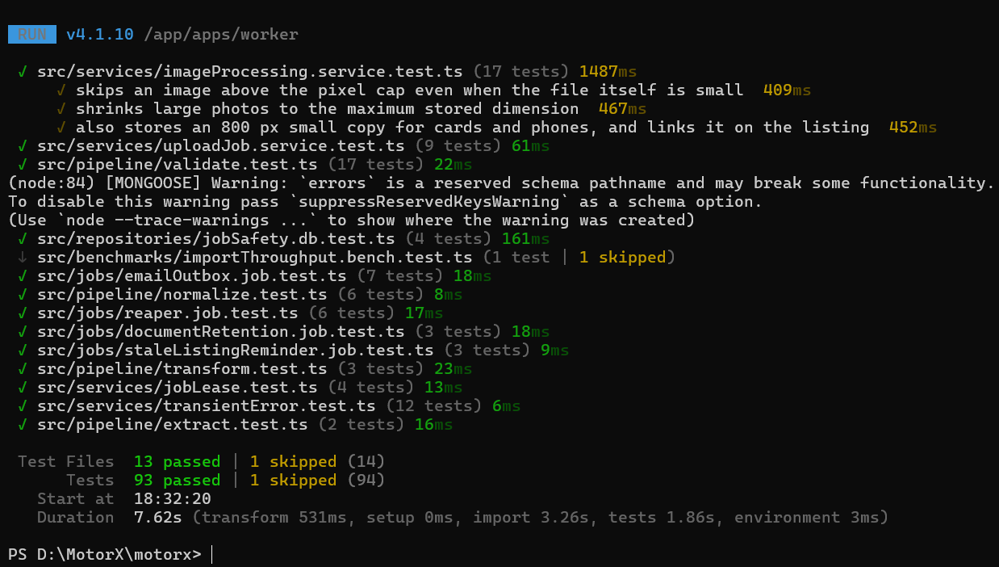 RUN v4.1.10 /app/apps/worker
✓ src/services/imageProcessing.service.test.ts (17 tests) 1487ms
✓ skips an image above the pixel cap even when the file itself is small 409ms
✓ shrinks large photos to the maximum stored dimension 467ms
✓ also stores an 800 px small copy for cards and phones, and links it on the listing 452ms
✓ src/services/uploadJob.service.test.ts (9 tests) 61ms
✓ src/pipeline/validate.test.ts (17 tests) 22ms
(node:84) [MONGOOSE] Warning: `errors` is a reserved schema pathname and may break some functionality.
To disable this warning pass `suppressReservedKeysWarning` as a schema option.
(Use `node --trace-warnings ...` to show where the warning was created)
✓ src/repositories/jobSafety.db.test.ts (4 tests) 161ms
↓ src/benchmarks/importThroughput.bench.test.ts (1 test | 1 skipped)
✓ src/jobs/emailOutbox.job.test.ts (7 tests) 18ms
✓ src/pipeline/normalize.test.ts (6 tests) 8ms
✓ src/jobs/reaper.job.test.ts (6 tests) 17ms
✓ src/jobs/documentRetention.job.test.ts (3 tests) 18ms
✓ src/jobs/staleListingReminder.job.test.ts (3 tests) 9ms
✓ src/pipeline/transform.test.ts (3 tests) 23ms
✓ src/services/jobLease.test.ts (4 tests) 13ms
✓ src/services/transientError.test.ts (12 tests) 6ms
✓ src/pipeline/extract.test.ts (2 tests) 16ms
Test Files 13 passed | 1 skipped (14)
Tests 93 passed | 1 skipped (94)
Start at 18:32:20
Duration 7.62s (transform 531ms, setup 0ms, import 3.26s, tests 1.86s, environment 3ms)
PS D:\MotorX\motorx>